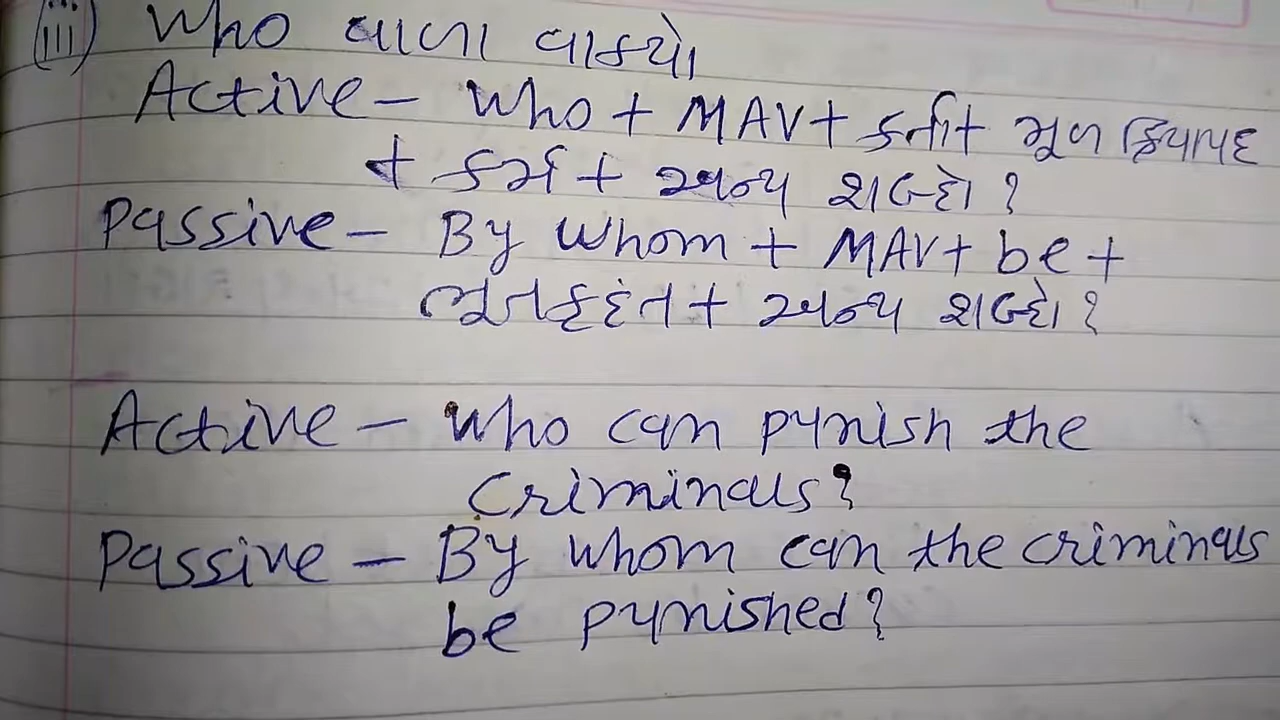 (iii) Who વાળા વાક્યો
Active - Who + MAV + કર્તા + મૂળ ક્રિયાપદ
+ કર્મ + અન્ય શબ્દો ?
Passive - By whom + MAV + be +
ભૂતકૃદંત + અન્ય શબ્દો ?
Active - Who can punish the
Criminals?
Passive - By whom can the criminals
be punished?